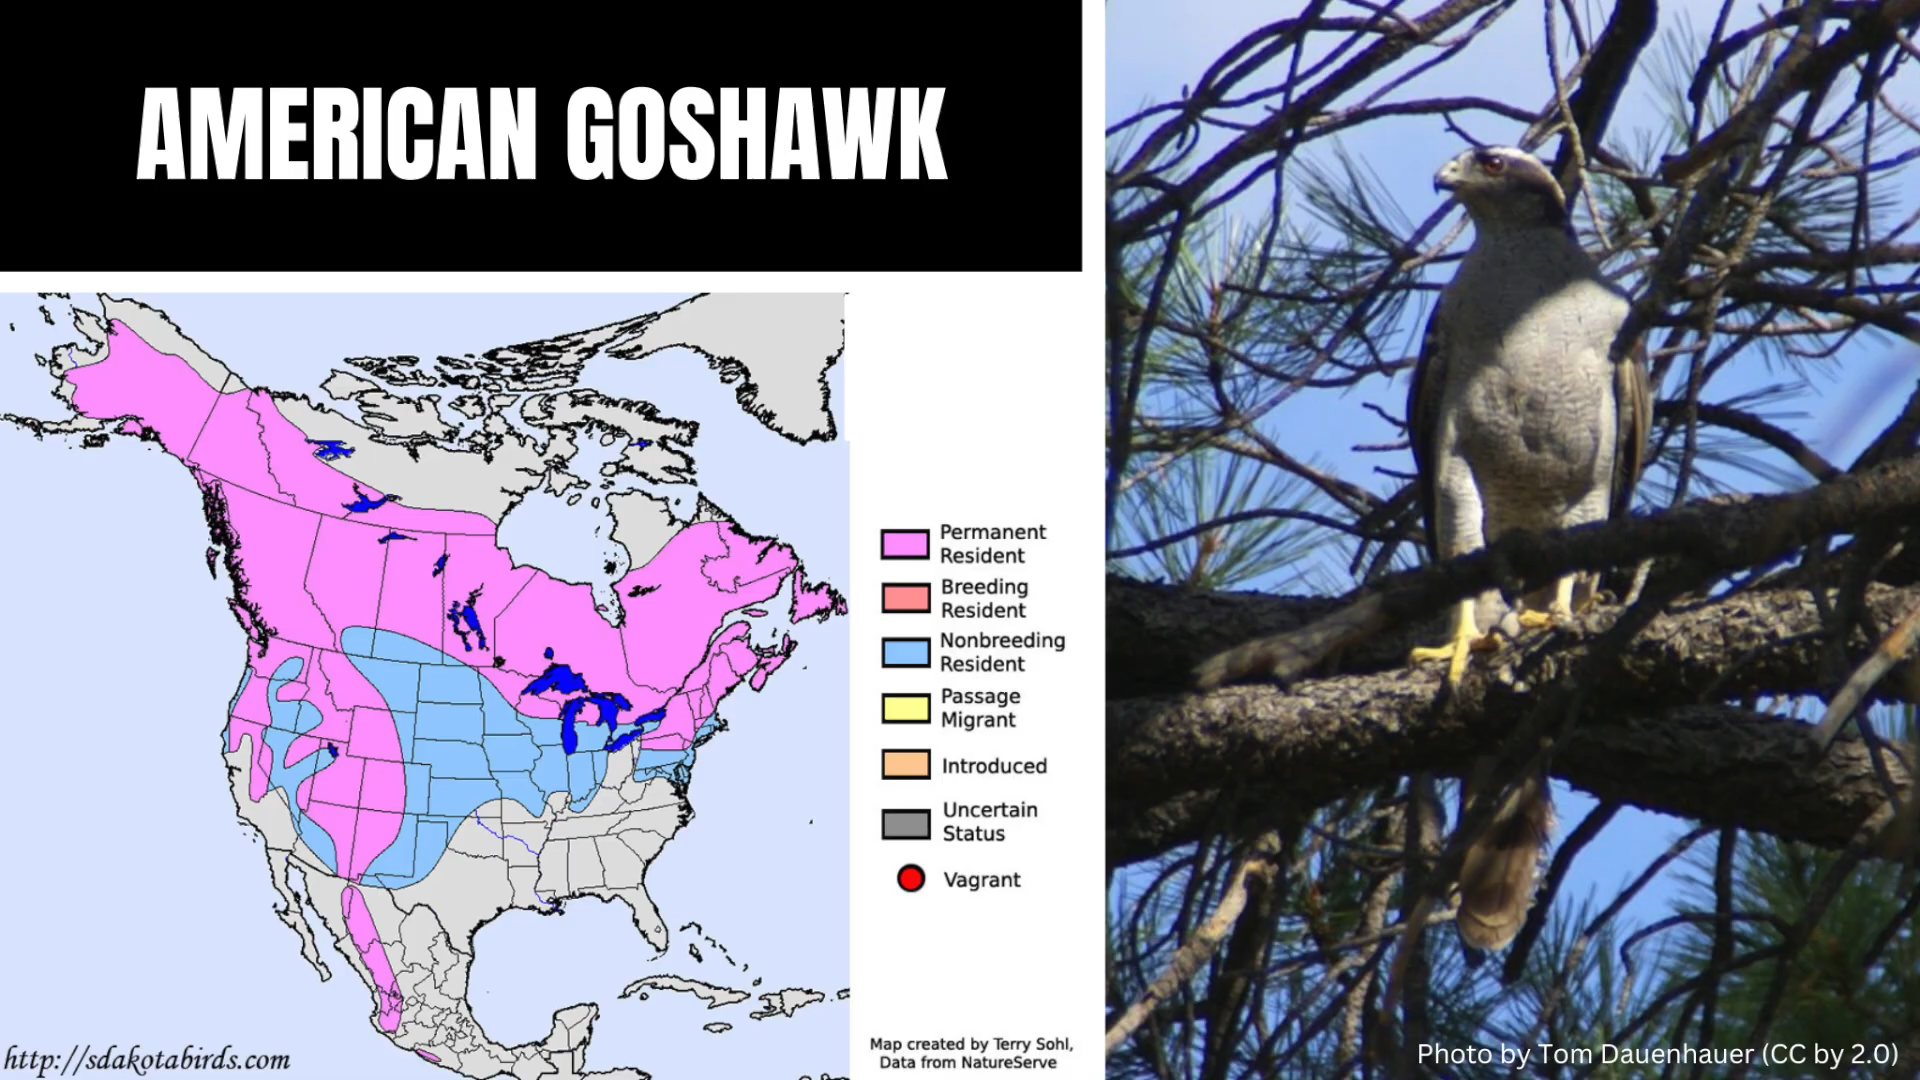 AMERICAN GOSHAWK
Permanent
Resident
Breeding
Resident
Nonbreeding
Resident
Passage
Migrant
Introduced
Uncertain
Status
Vagrant
http://sdakotabirds.com
Map created by Terry Sohl,
Data from NatureServe
Photo by Tom Dauenhauer (CC by 2.0)